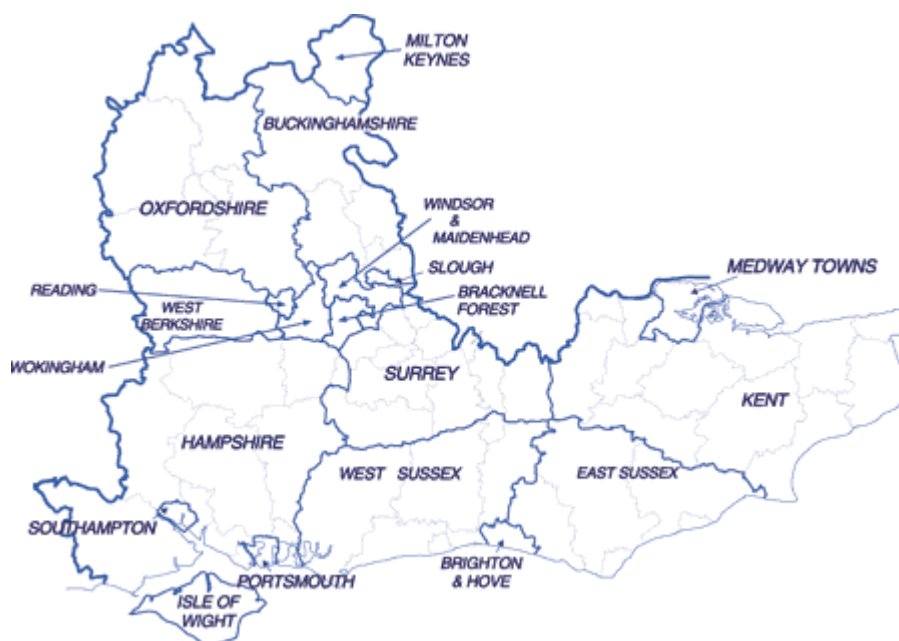 MILTON
KEYNES
BUCKINGHAMSHIRE
OXFORDSHIRE
WINDSOR
&
MAIDENHEAD
SLOUGH
MEDWAY TOWNS
READING
WEST
BERKSHIRE
BRACKNELL
FOREST
WOKINGHAM
SURREY
KENT
HAMPSHIRE
WEST SUSSEX
EAST SUSSEX
SOUTHAMPTON
PORTSMOUTH
BRIGHTON
& HOVE
ISLE OF
WIGHT